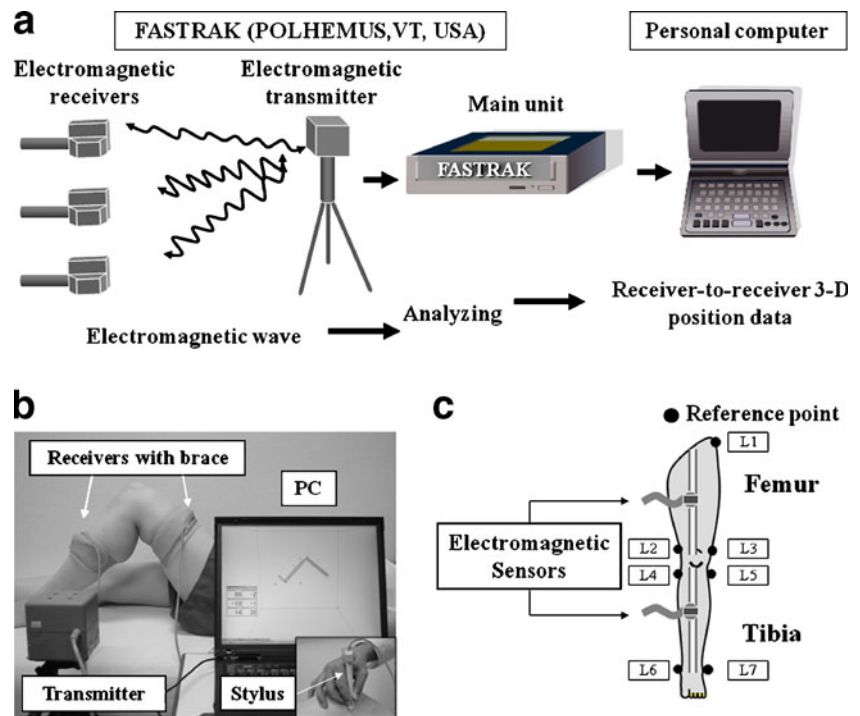 a
FASTRAK (POLHEMUS,VT, USA)
Personal computer
Electromagnetic
receivers
Electromagnetic
transmitter
Main unit
FASTRAK
Electromagnetic wave
Analyzing
Receiver-to-receiver 3-D
position data
b
Receivers with brace
PC
Transmitter
Stylus
c
Reference point
L1
Femur
Electromagnetic
Sensors
L2
L3
L4
L5
Tibia
L6
L7